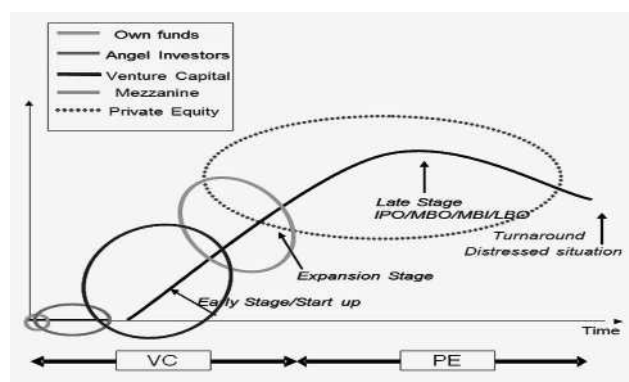 Own funds
Angel Investors
Venture Capital
Mezzanine
Private Equity
Late Stage
IPO/MBO/MBI/LBO
Turnaround
Distressed situation
Expansion Stage
Early Stage/Start up
Time
VC
PE